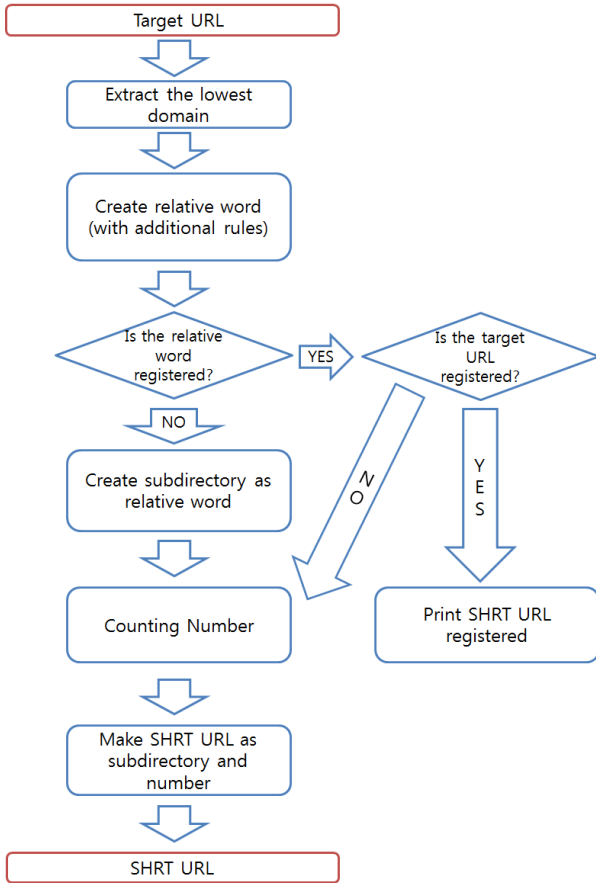 Target URL
Extract the lowest
domain
Create relative word
(with additional rules)
Is the relative
word
registered?
YES
Is the target
URL
registered?
NO
YES
NO
Create subdirectory as
relative word
Counting Number
Print SHRT URL
registered
Make SHRT URL as
subdirectory and
number
SHRT URL